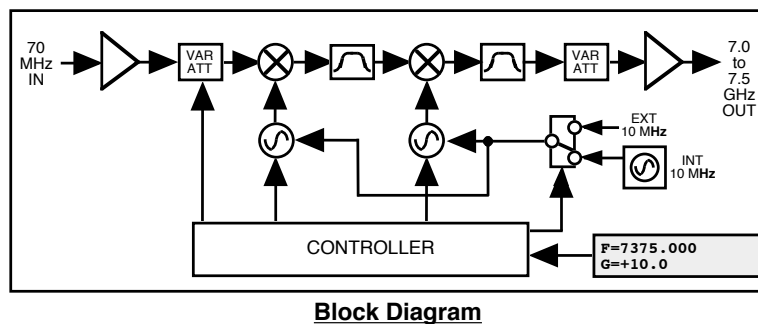 70
MHz
IN
VAR
ATT
VAR
ATT
7.0
to
7.5
GHz
OUT
EXT
10 MHz
INT
10 MHz
CONTROLLER
F=7375.000
G=+10.0
Block Diagram